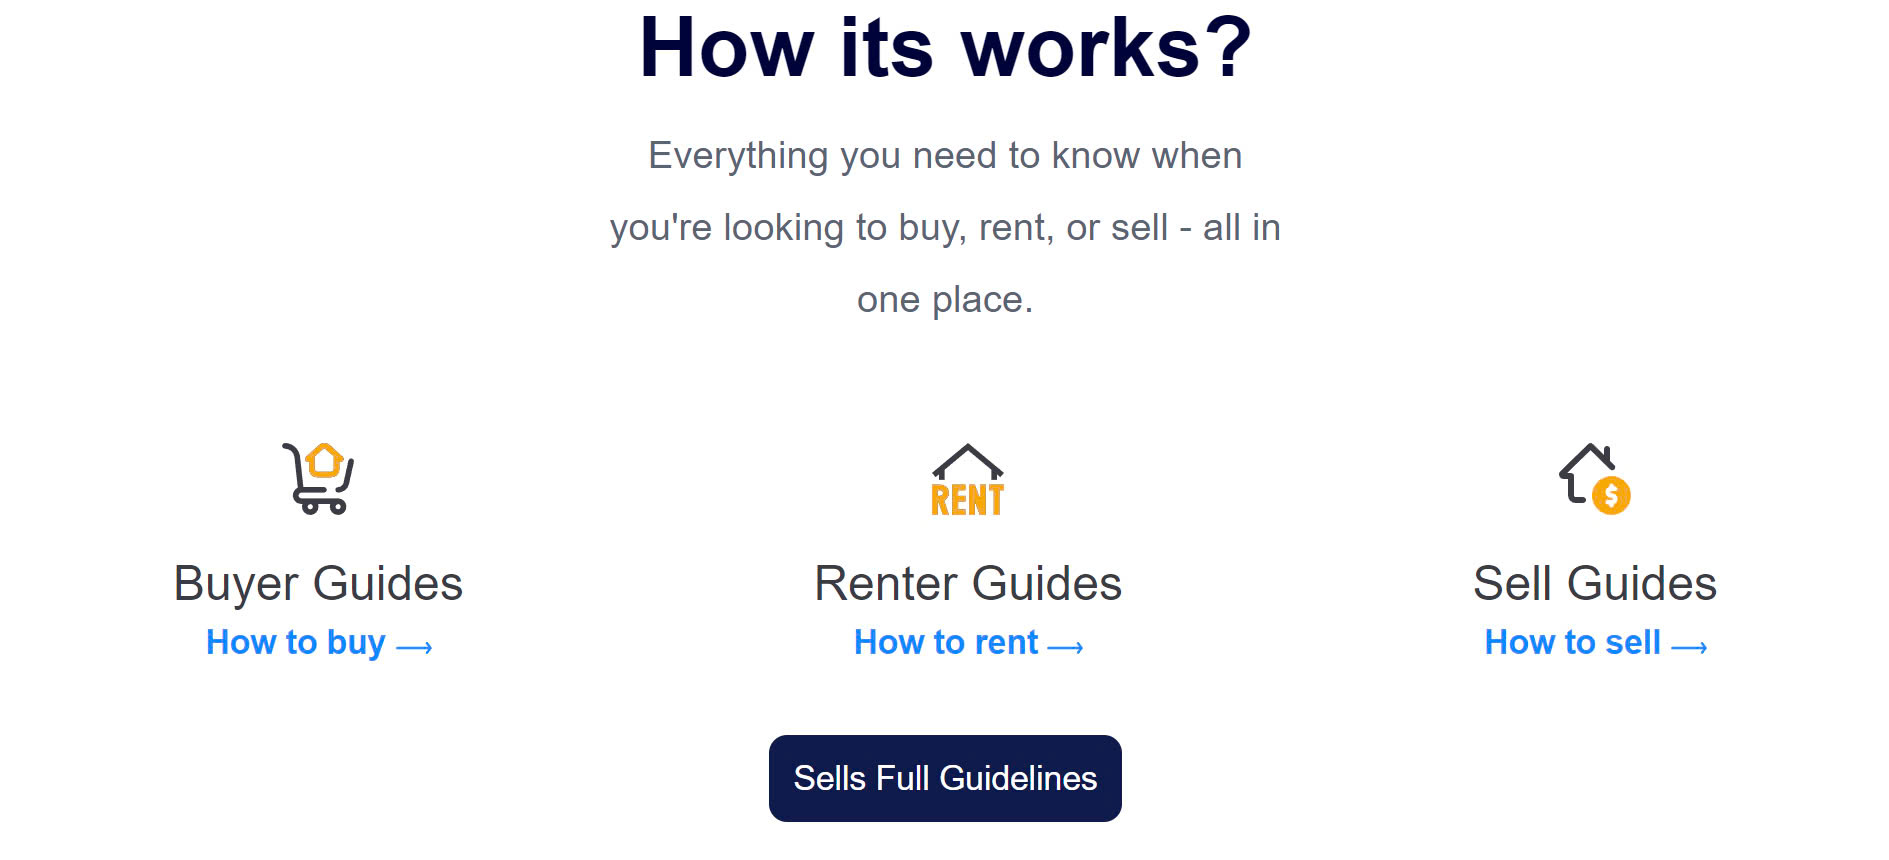 How its works?
Everything you need to know when
you're looking to buy, rent, or sell - all in
one place.
RENT
Buyer Guides
Renter Guides
Sell Guides
How to buy ⟶
How to rent ⟶
How to sell ⟶
Sells Full Guidelines